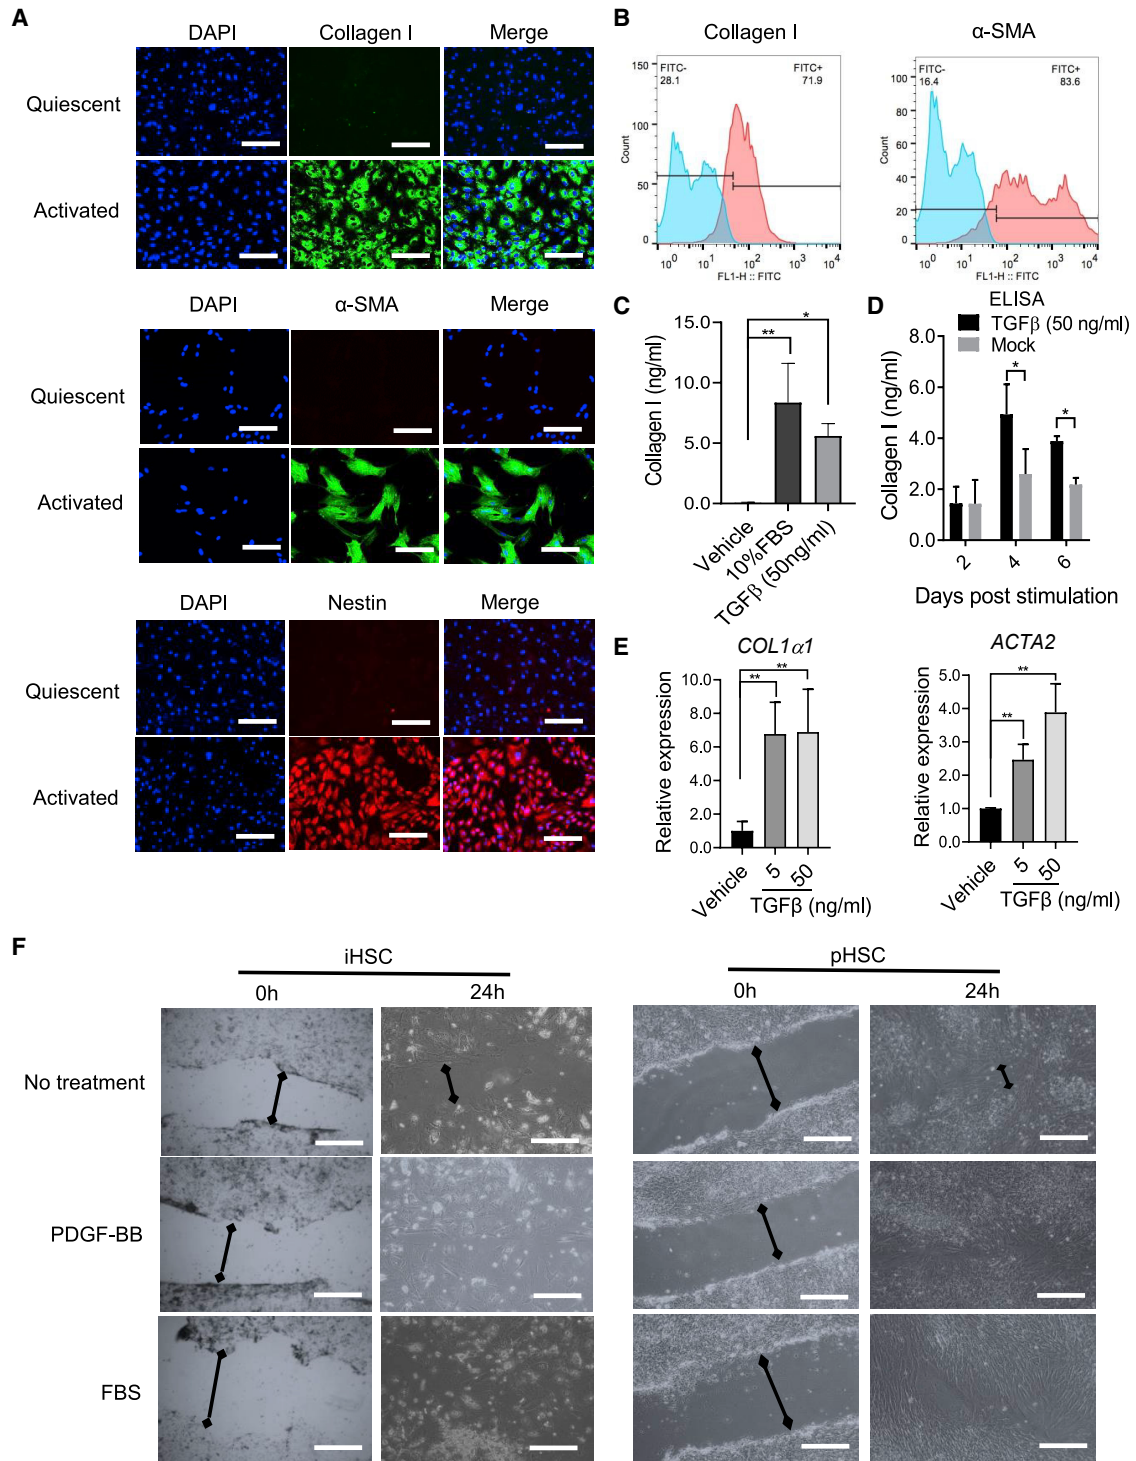 A
DAPI Collagen I Merge
Quiescent
Activated
DAPI α-SMA Merge
Quiescent
Activated
DAPI Nestin Merge
Quiescent
Activated
B
Collagen I
FITC- FITC+
28.1 71.9
150
100
50
0
Count
10⁰ 10¹ 10² 10³ 10⁴
FL1-H :: FITC
α-SMA
FITC- FITC+
16.4 83.6
100
80
60
40
20
0
Count
10⁰ 10¹ 10² 10³ 10⁴
FL1-H :: FITC
C
15.0
10.0
5.0
0.0
Collagen I (ng/ml)
** *
Vehicle
10%FBS
TGFβ (50ng/ml)
D
ELISA
TGFβ (50 ng/ml)
Mock
8.0
6.0
4.0
2.0
0.0
Collagen I (ng/ml)
* *
2 4 6
Days post stimulation
E
COL1α1
10.0
8.0
6.0
4.0
2.0
0.0
Relative expression
** **
Vehicle 5 50
TGFβ (ng/ml)
ACTA2
5.0
4.0
3.0
2.0
1.0
0.0
Relative expression
** **
Vehicle 5 50
TGFβ (ng/ml)
F
iHSC pHSC
0h 24h 0h 24h
No treatment
PDGF-BB
FBS